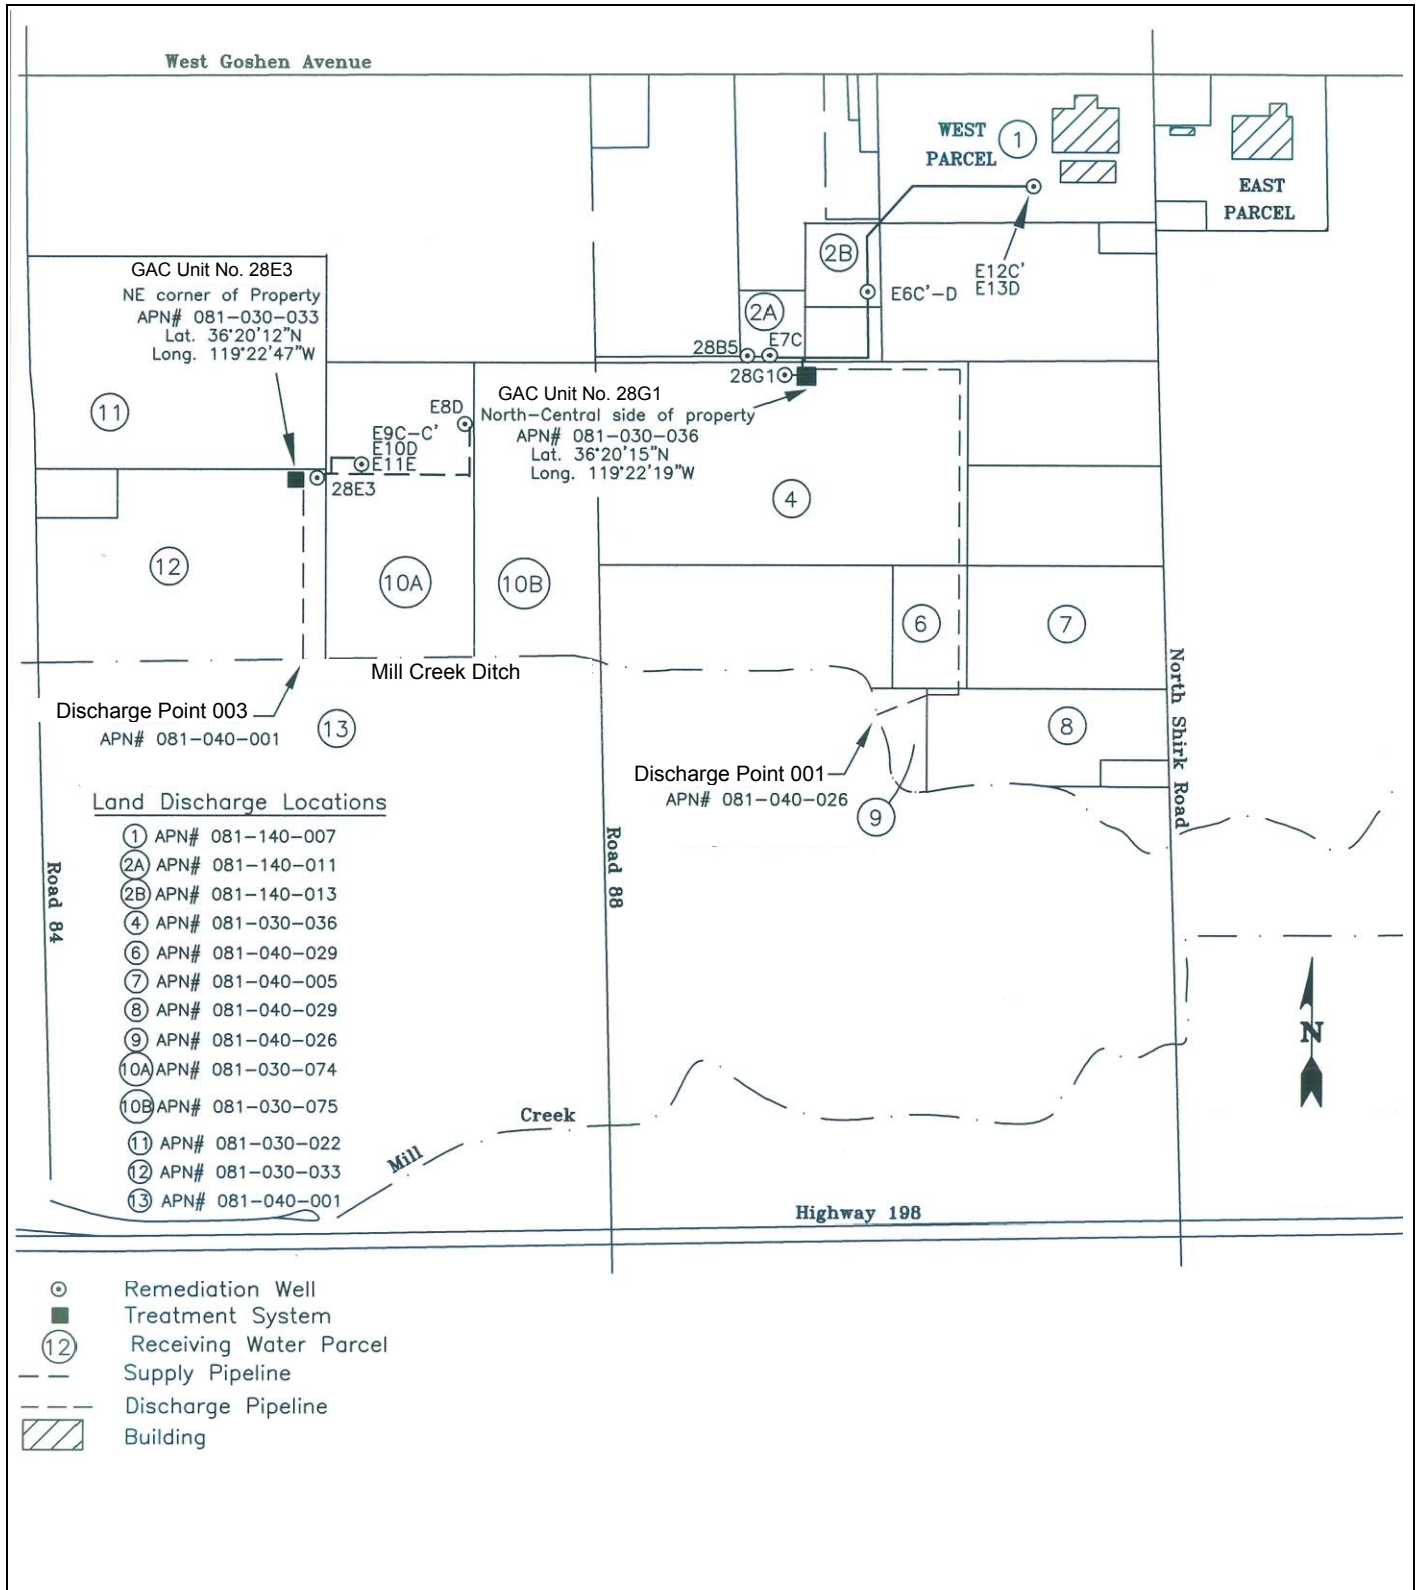 West Goshen Avenue
WEST
PARCEL
1
EAST
PARCEL
GAC Unit No. 28E3
NE corner of Property
APN# 081-030-033
Lat. 36°20'12"N
Long. 119°22'47"W
2B
E12C'
E13D
E6C'-D
2A
E7C
28B5
28G1
GAC Unit No. 28G1
North-Central side of property
APN# 081-030-036
Lat. 36°20'15"N
Long. 119°22'19"W
11
E8D
E9C-C'
E10D
E11E
28E3
4
12
10A
10B
6
7
Mill Creek Ditch
North Shirk Road
Discharge Point 003
APN# 081-040-001
13
8
Discharge Point 001
APN# 081-040-026
9
Land Discharge Locations
1 APN# 081-140-007
2A APN# 081-140-011
2B APN# 081-140-013
4 APN# 081-030-036
6 APN# 081-040-029
7 APN# 081-040-005
8 APN# 081-040-029
9 APN# 081-040-026
10A APN# 081-030-074
10B APN# 081-030-075
11 APN# 081-030-022
12 APN# 081-030-033
13 APN# 081-040-001
Road 84
Road 88
N
Mill Creek
Highway 198
Remediation Well
Treatment System
12 Receiving Water Parcel
Supply Pipeline
Discharge Pipeline
Building